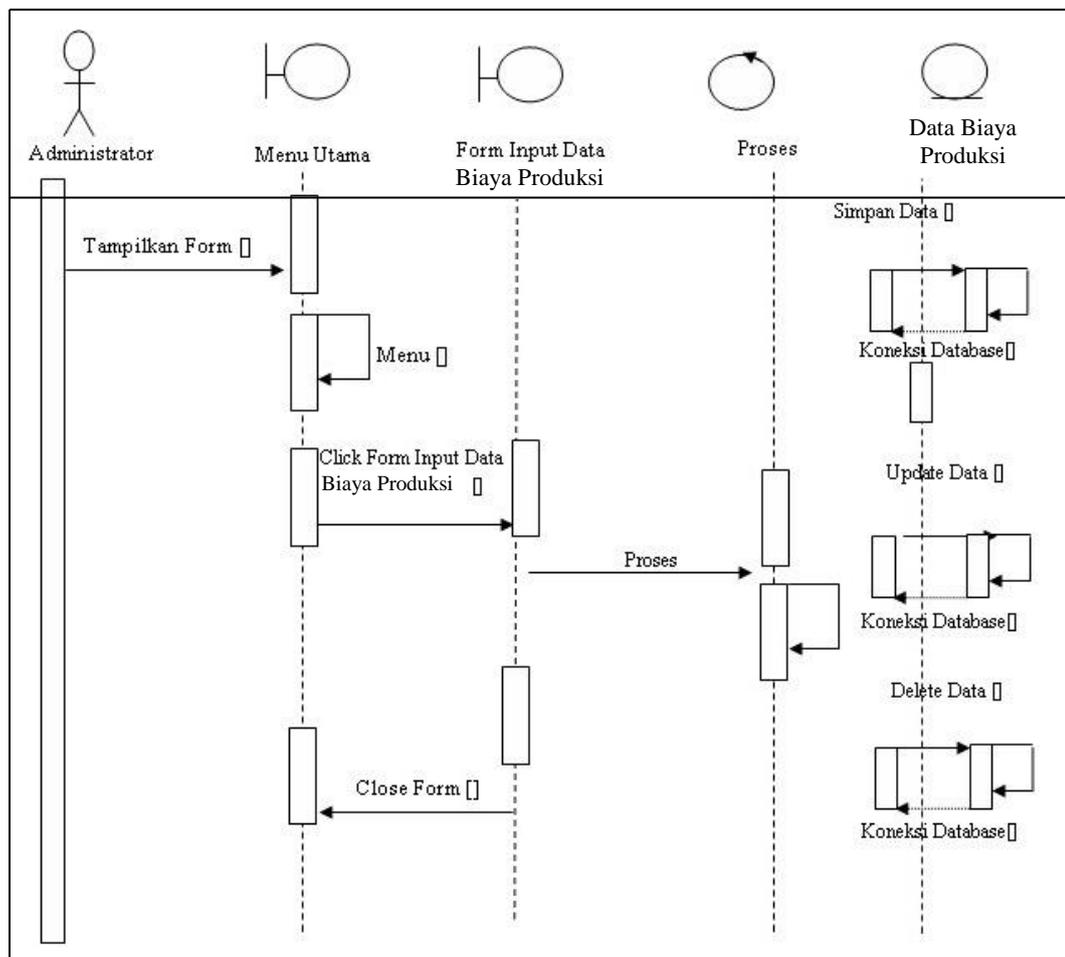 Administrator
Menu Utama
Form Input Data
Biaya Produksi
Proses
Data Biaya
Produksi
Simpan Data []
Tampilkan Form []
Koneksi Database[]
Menu []
Click Form Input Data
Biaya Produksi []
Update Data []
Proses
Koneksi Database[]
Delete Data []
Close Form []
Koneksi Database[]